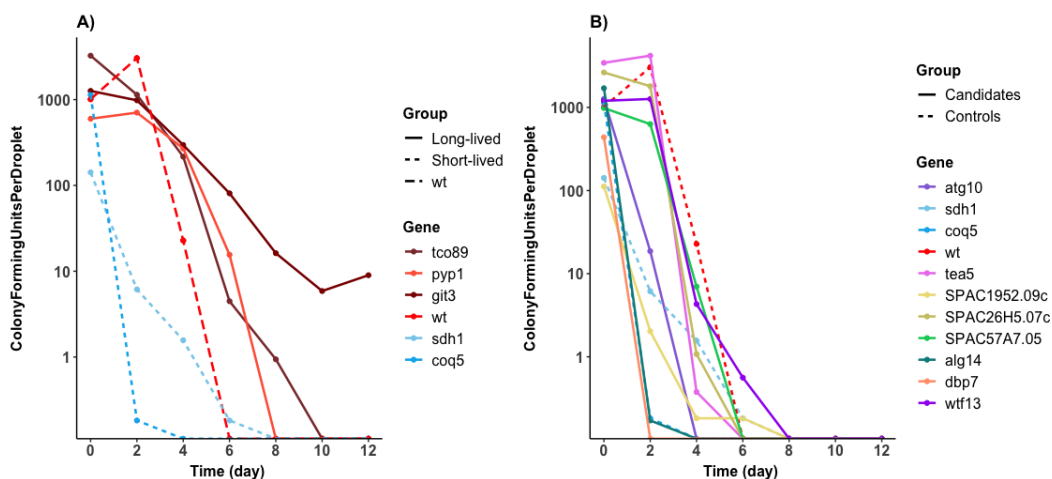 A)
ColonyFormingUnitsPerDroplet
1000
100
10
1
0 2 4 6 8 10 12
Time (day)
Group
Long-lived
Short-lived
wt
Gene
tco89
pyp1
git3
wt
sdh1
coq5
B)
ColonyFormingUnitsPerDroplet
1000
100
10
1
0 2 4 6 8 10 12
Time (day)
Group
Candidates
Controls
Gene
atg10
sdh1
coq5
wt
tea5
SPAC1952.09c
SPAC26H5.07c
SPAC57A7.05
alg14
dbp7
wtf13